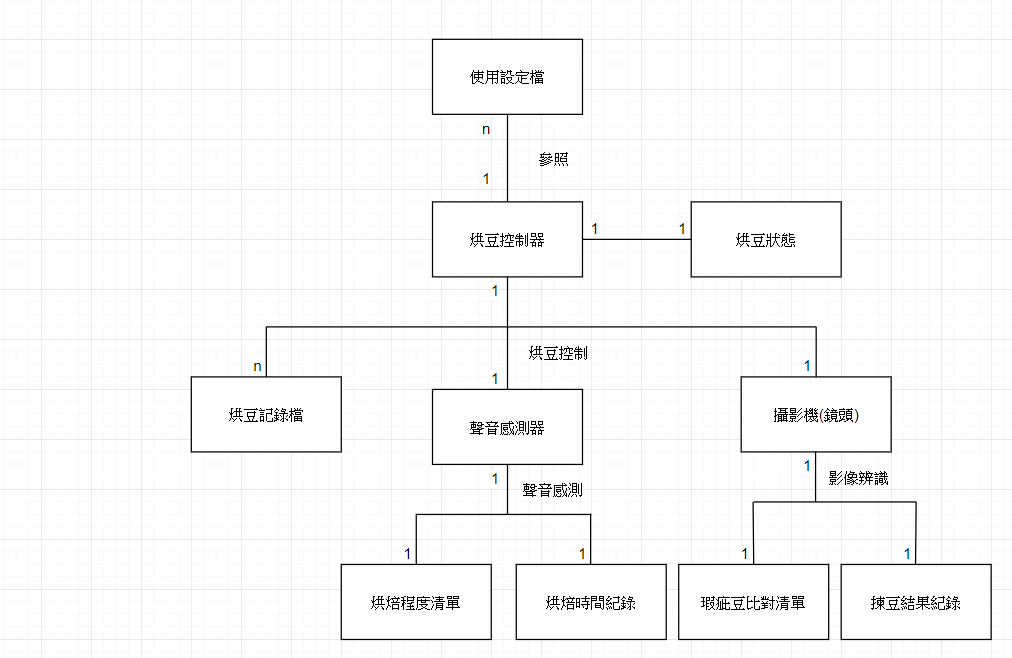 使用設定檔
n
參照
1
烘豆控制器
1
1
烘豆狀態
1
烘豆控制
n
1
1
烘豆記錄檔
聲音感測器
攝影機(鏡頭)
1
聲音感測
1
影像辨識
1
1
1
1
烘焙程度清單
烘焙時間紀錄
瑕疵豆比對清單
揀豆結果紀錄